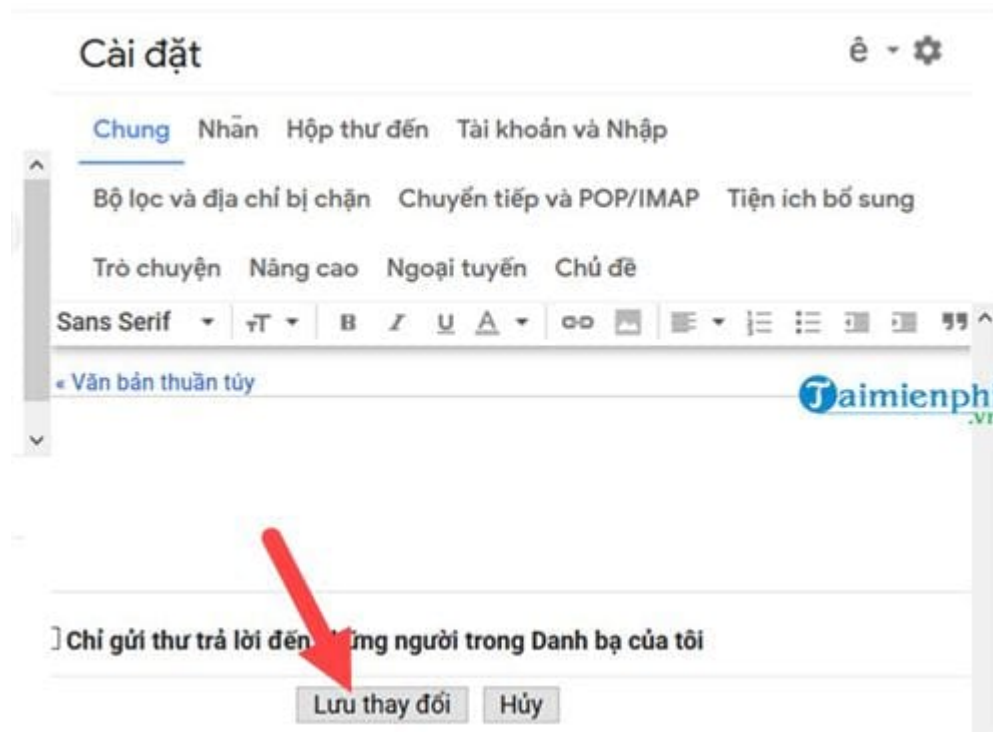 Cài đặt ê
Chung Nhãn Hộp thư đến Tài khoản và Nhập
Bộ lọc và địa chỉ bị chặn Chuyển tiếp và POP/IMAP Tiện ích bổ sung
Trò chuyện Nâng cao Ngoại tuyến Chủ đề
Sans Serif B I U A
« Văn bản thuần túy
Taimienph
.vn
Chỉ gửi thư trả lời đến những người trong Danh bạ của tôi
Lưu thay đổi Hủy